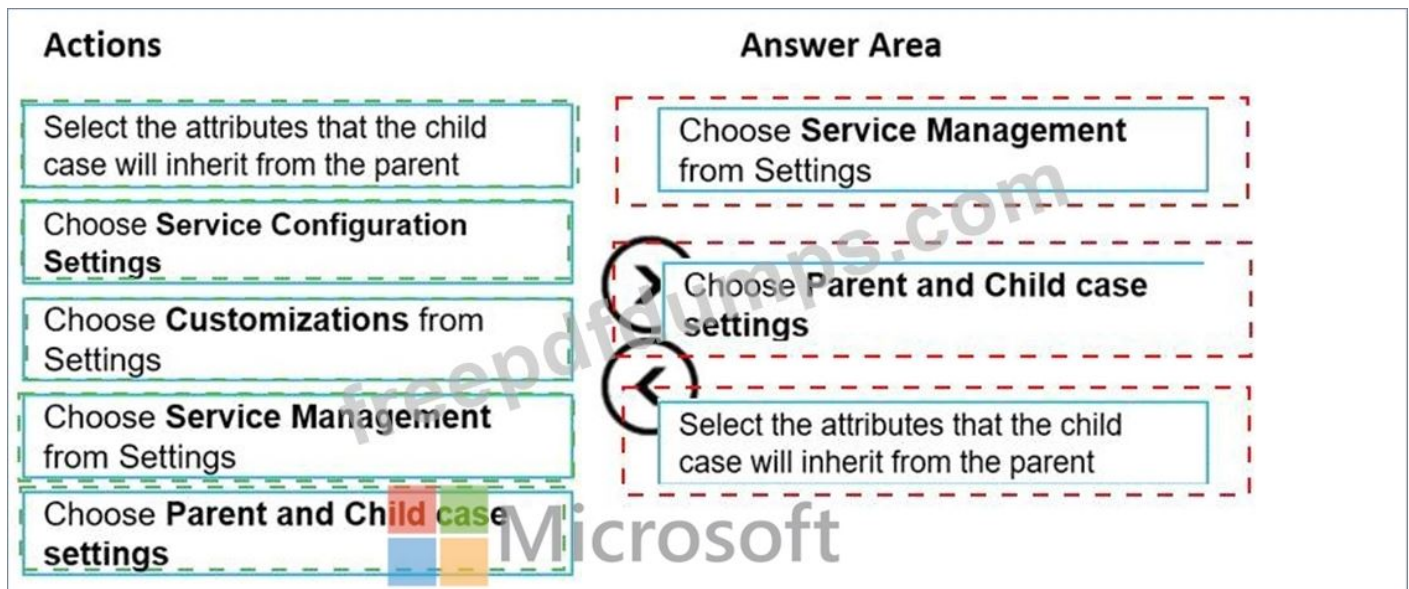 Actions
Select the attributes that the child
case will inherit from the parent
Choose Service Configuration
Settings
Choose Customizations from
Settings
Choose Service Management
from Settings
Choose Parent and Child case
settings
Answer Area
Choose Service Management
from Settings
Choose Parent and Child case
settings
Select the attributes that the child
case will inherit from the parent
freepdfdumps.com
Microsoft